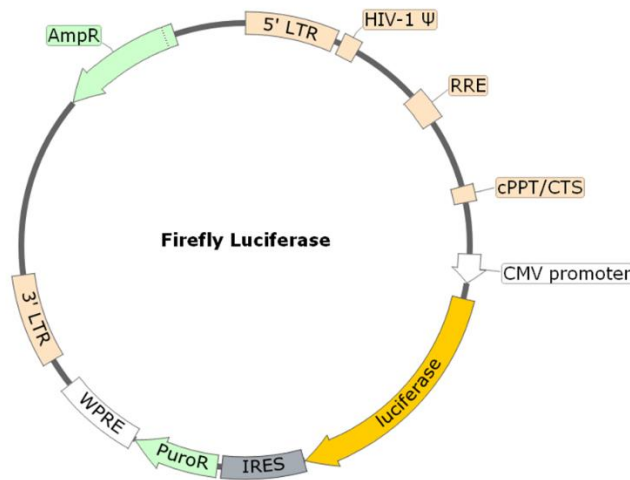 5' LTR
HIV-1 Ψ
AmpR
RRE
cPPT/CTS
Firefly Luciferase
CMV promoter
3' LTR
luciferase
WPRE
PuroR
IRES